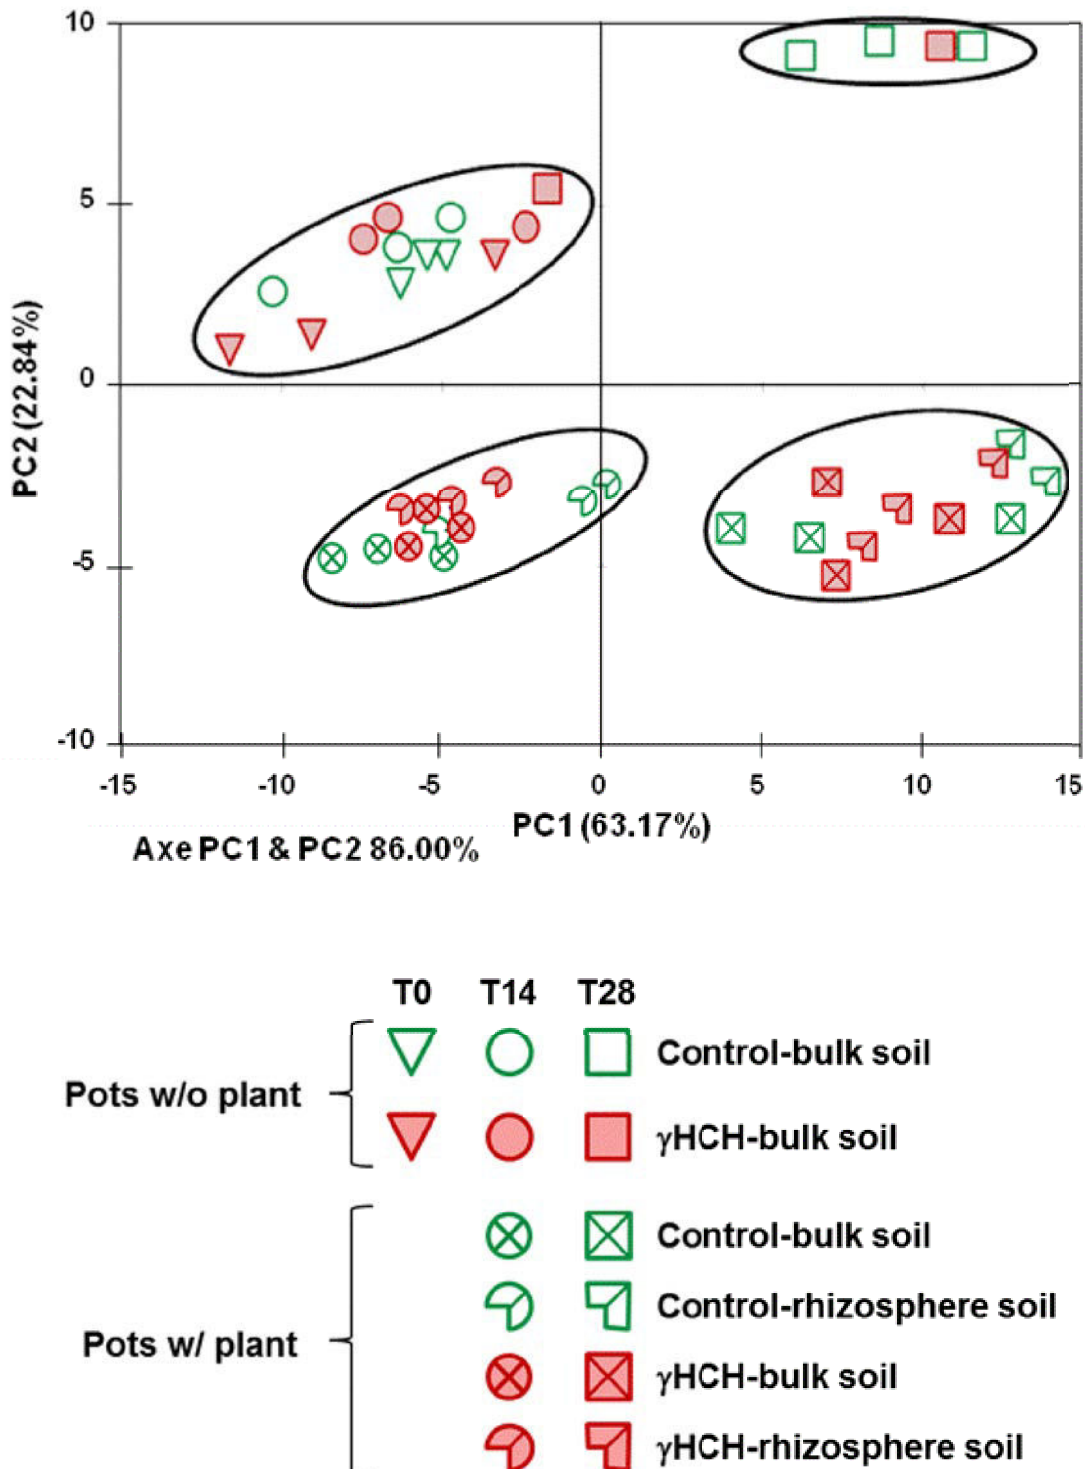 10
5
0
-5
-10
PC2 (22.84%)
-15 -10 -5 0 5 10 15
PC1 (63.17%)
Axe PC1 & PC2 86.00%
T0 T14 T28
Control-bulk soil
Pots w/o plant
γHCH-bulk soil
Control-bulk soil
Control-rhizosphere soil
Pots w/ plant
γHCH-bulk soil
γHCH-rhizosphere soil